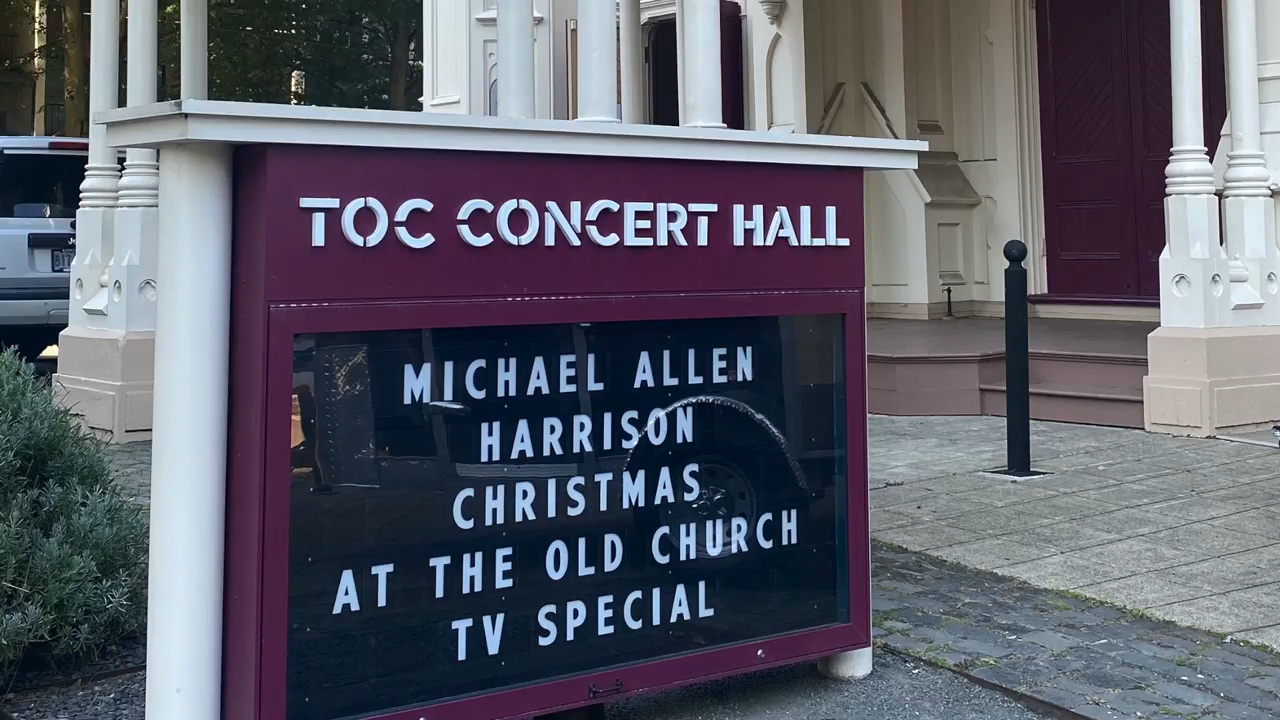 TOC CONCERT HALL
MICHAEL ALLEN
HARRISON
CHRISTMAS
AT THE OLD CHURCH
TV SPECIAL